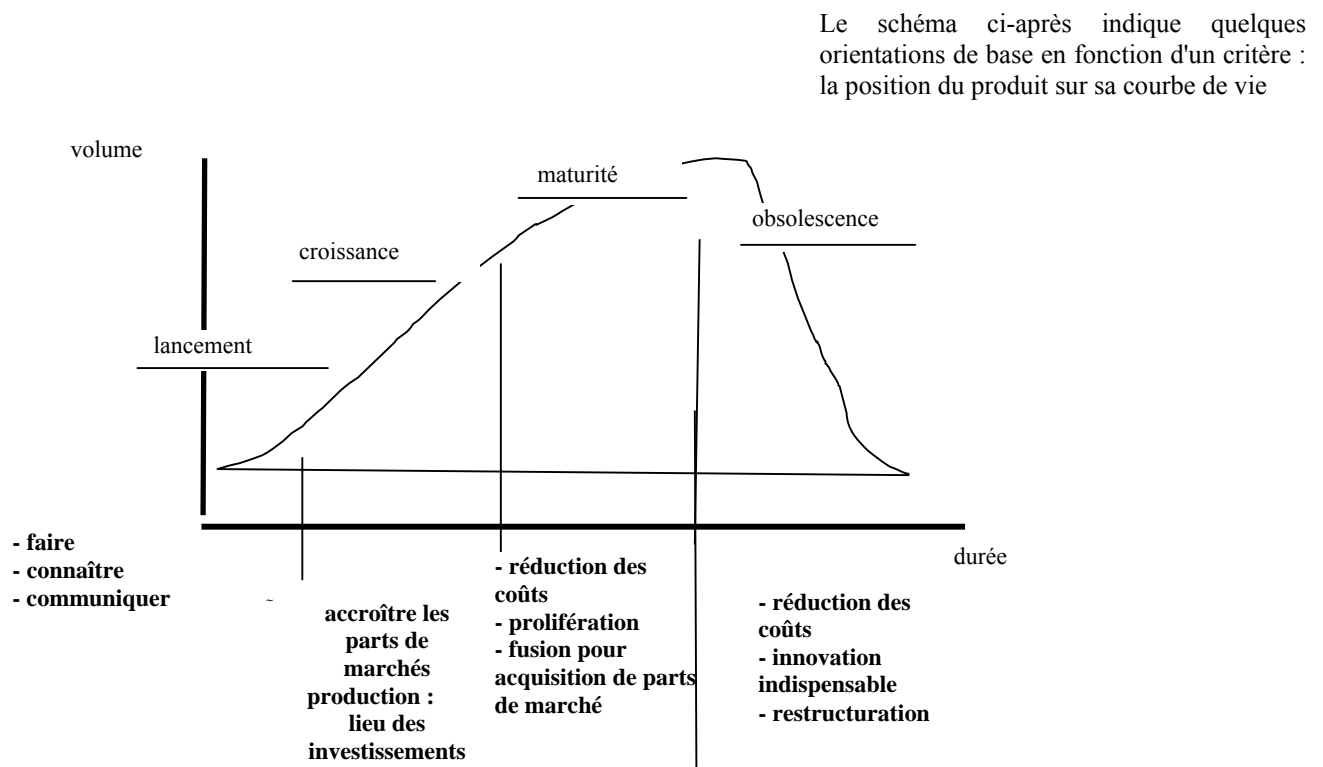 Le schéma ci-après indique quelques
orientations de base en fonction d'un critère :
la position du produit sur sa courbe de vie
volume
maturité
obsolescence
croissance
lancement
durée
- faire
- connaître
- communiquer
accroître les
parts de
marchés
production :
lieu des
investissements
- réduction des
coûts
- prolifération
- fusion pour
acquisition de parts
de marché
- réduction des
coûts
- innovation
indispensable
- restructuration